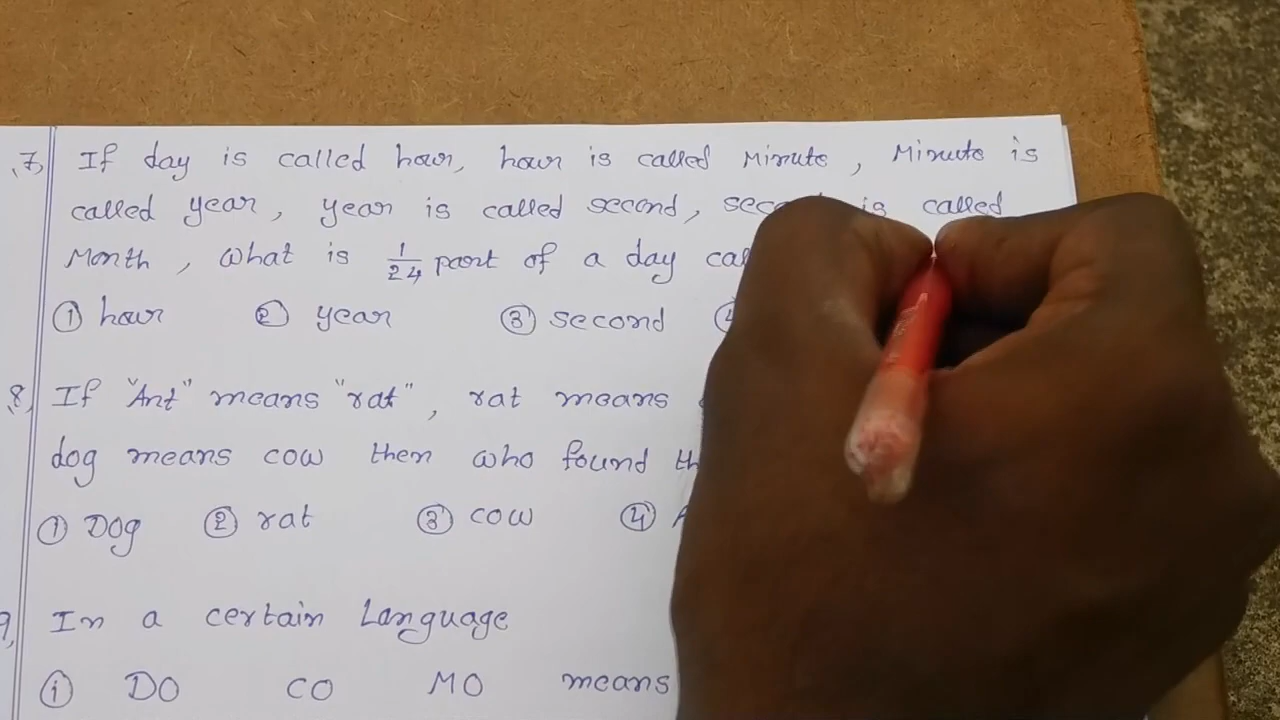 7, If day is called hour, hour is called Minute, Minute is
called year, year is called second, is called
Month, what is 1/24 part of a day
① hour ② year ③ second
8, If "Ant" means "rat", rat means
dog means cow then who found
① Dog ② rat ③ cow ④
9, In a certain Language
ⓘ DO CO MO means